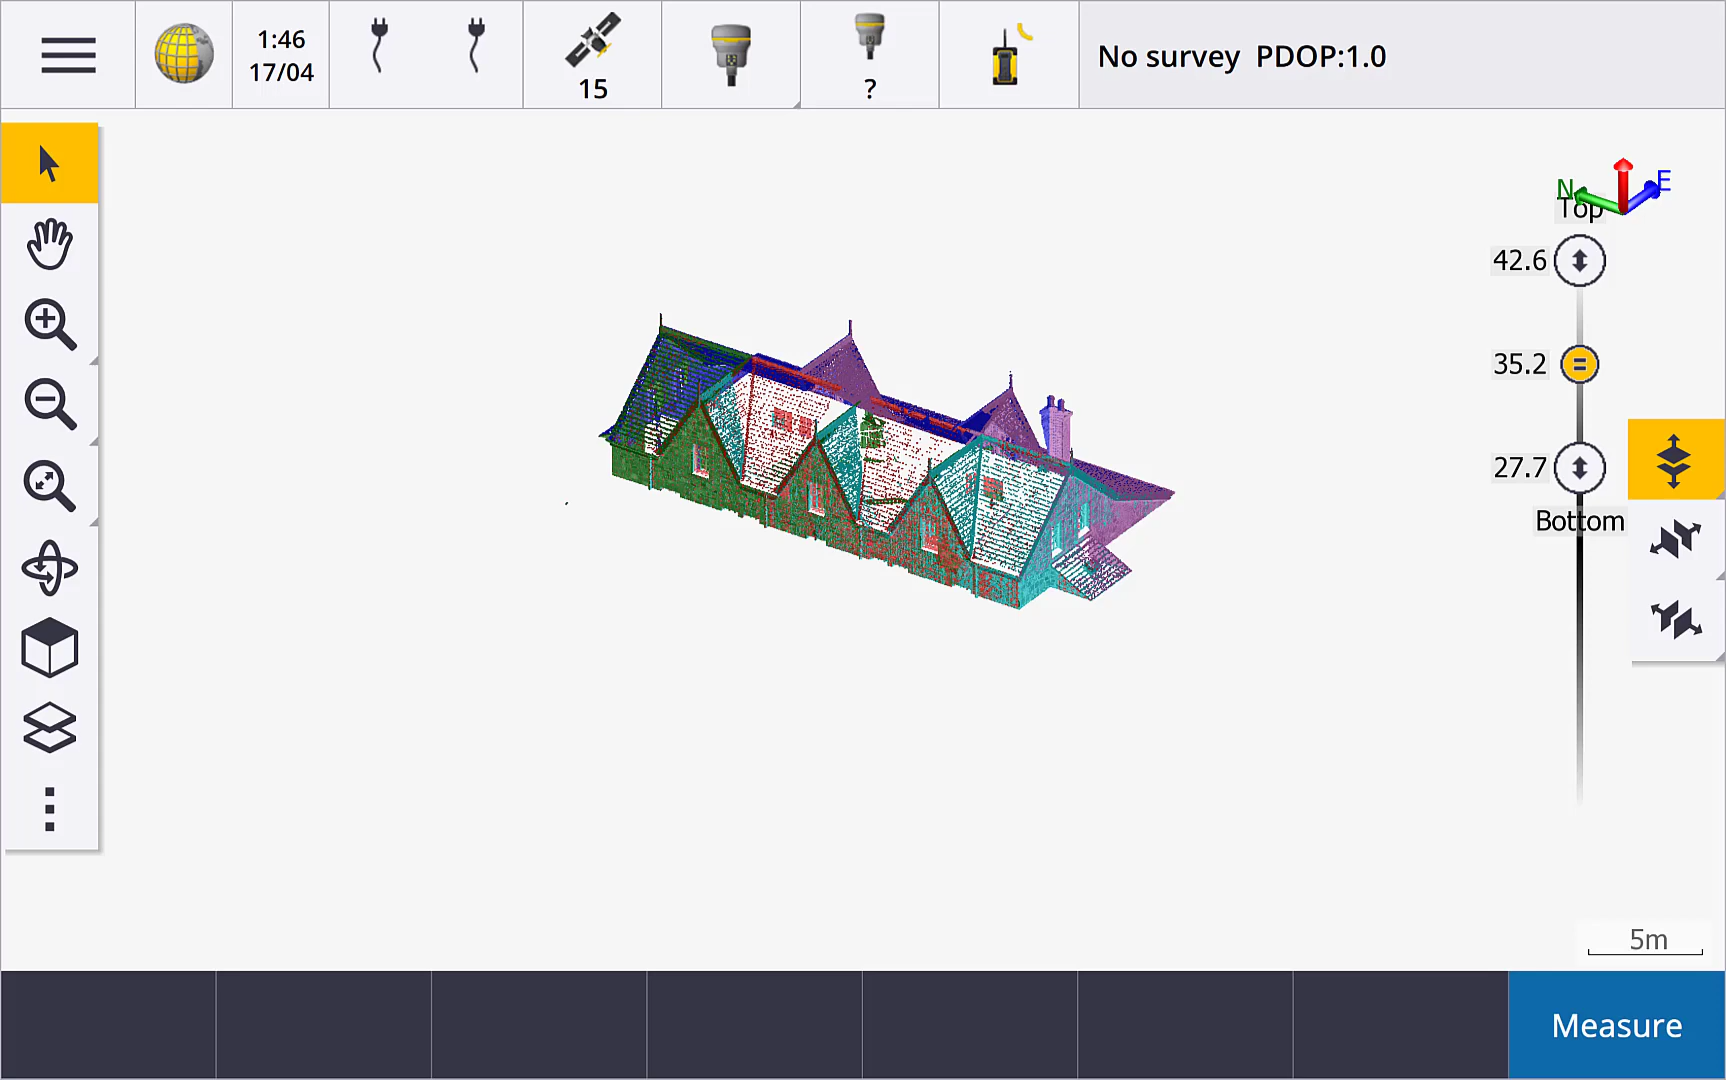 1:46
17/04
15
?
No survey PDOP:1.0
N
E
Top
42.6
35.2
27.7
Bottom
5m
Measure